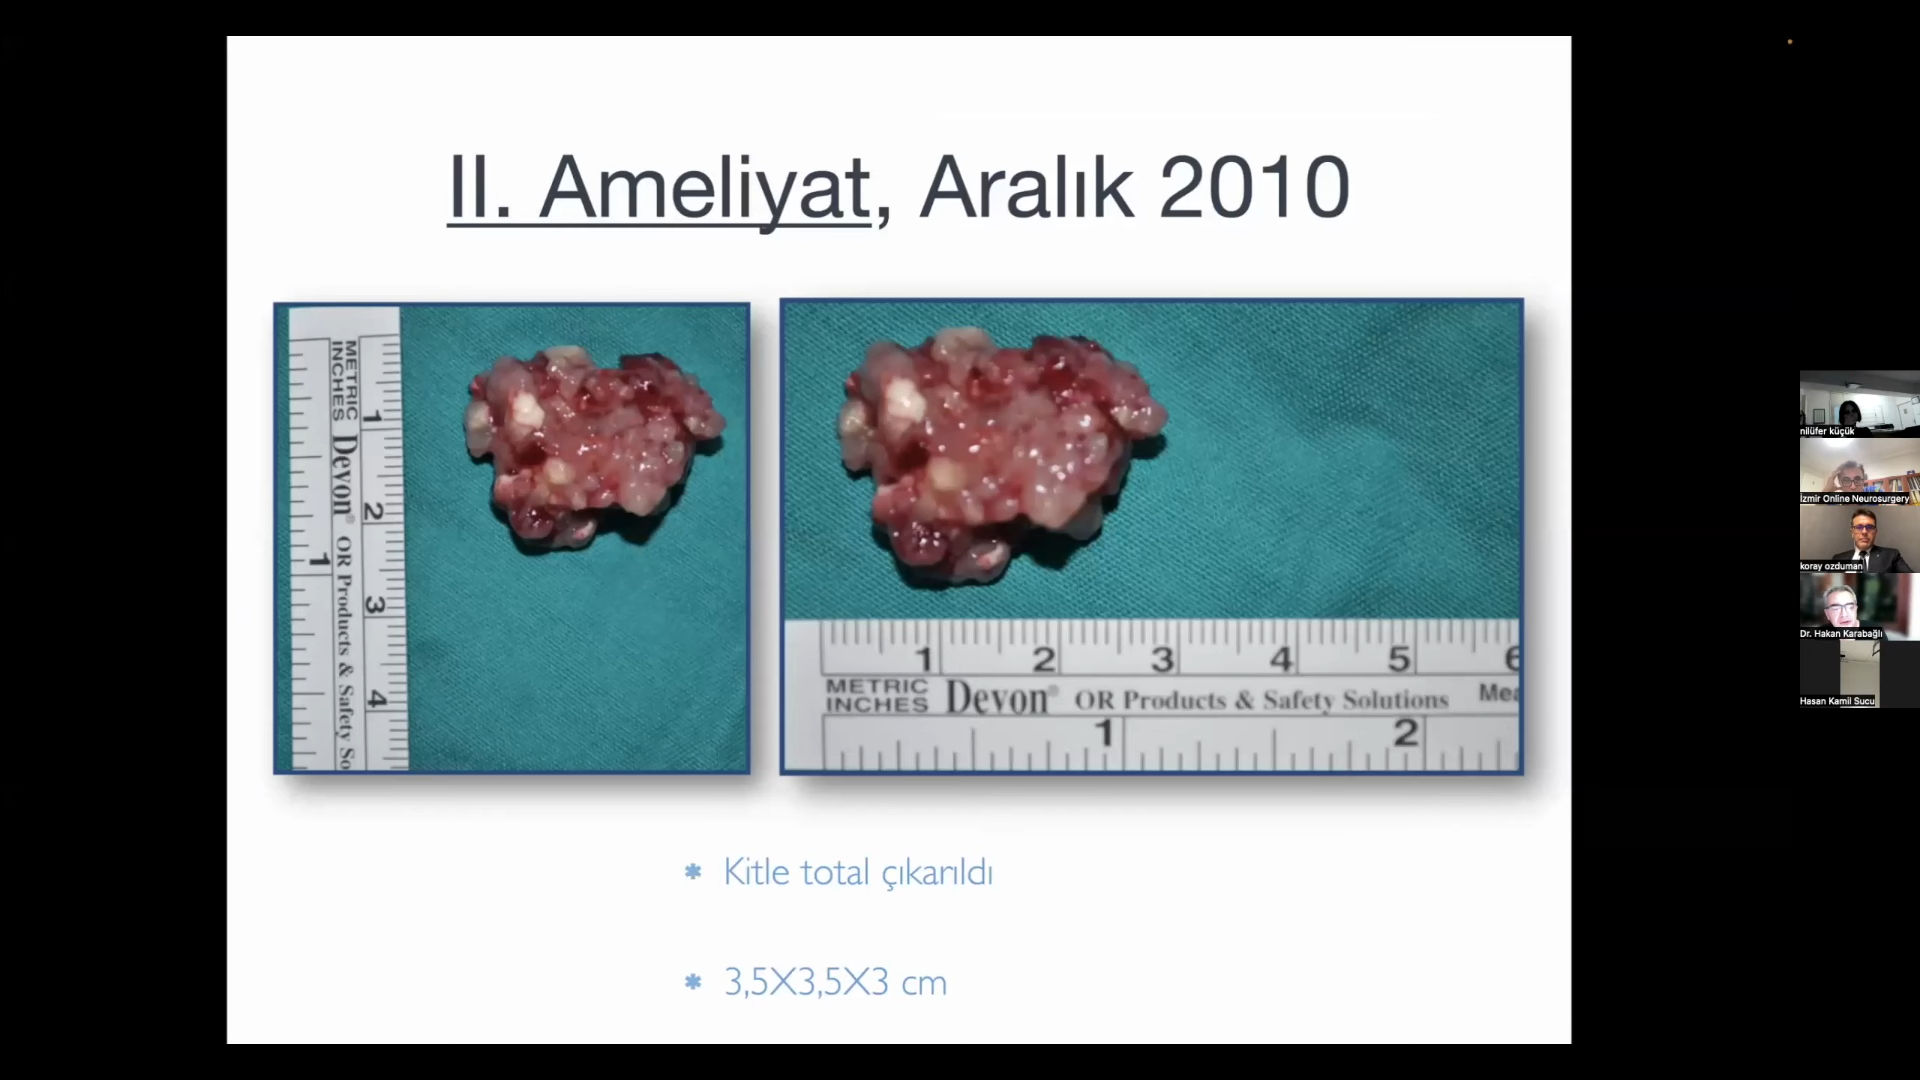 II. Ameliyat, Aralık 2010
METRIC
INCHES
Devon® OR Products & Safety So
1
2
3
4
1
1 2 3 4 5 6
METRIC
INCHES
Devon® OR Products & Safety Solutions
Mea
1 2
* Kitle total çıkarıldı
* 3,5X3,5X3 cm
nilüfer küçük
İzmir Online Neurosurgery
koray ozduman
Dr. Hakan Karabağlı
Hasan Kamil Sucu